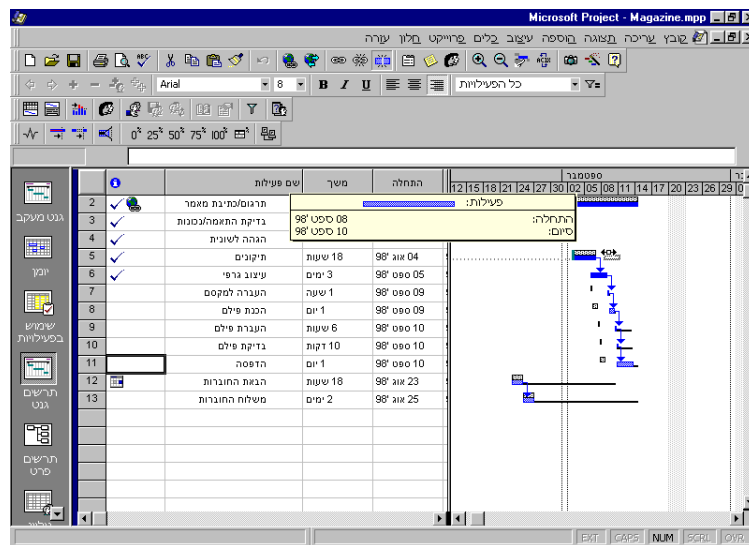 Microsoft Project - Magazine.mpp
קובץ עריכה תצוגה הוספה עיצוב כלים פרוייקט חלון עזרה
Arial 8 B I U כל הפעילויות
0% 25% 50% 75% 100%
שם פעילות משך התחלה
ספטמבר
12 15 18 21 24 27 30 02 05 08 11 14 17 20 23 26 29
פעילות:
התחלה: 08 ספט '98
סיום: 10 ספט '98
2 תרגום/כתיבת מאמר
3 בדיקת התאמה/נכונות
4 הגהה לשונית
5 תיקונים 18 שעות 04 אוג '98
6 עיצוב גרפי 3 ימים 05 ספט '98
7 העברה למקסם 1 שעה 09 ספט '98
8 הכנת פילם 1 יום 09 ספט '98
9 העברת פילם 6 שעות 10 ספט '98
10 בדיקת פילם 10 דקות 10 ספט '98
11 הדפסה 1 יום 10 ספט '98
12 הבאת החוברות 18 שעות 23 אוג '98
13 משלוח החוברות 2 ימים 25 אוג '98
גנט מעקב
יומן
שימוש בפעילויות
תרשים גנט
תרשים פרט
EXT CAPS NUM SCRL OVR